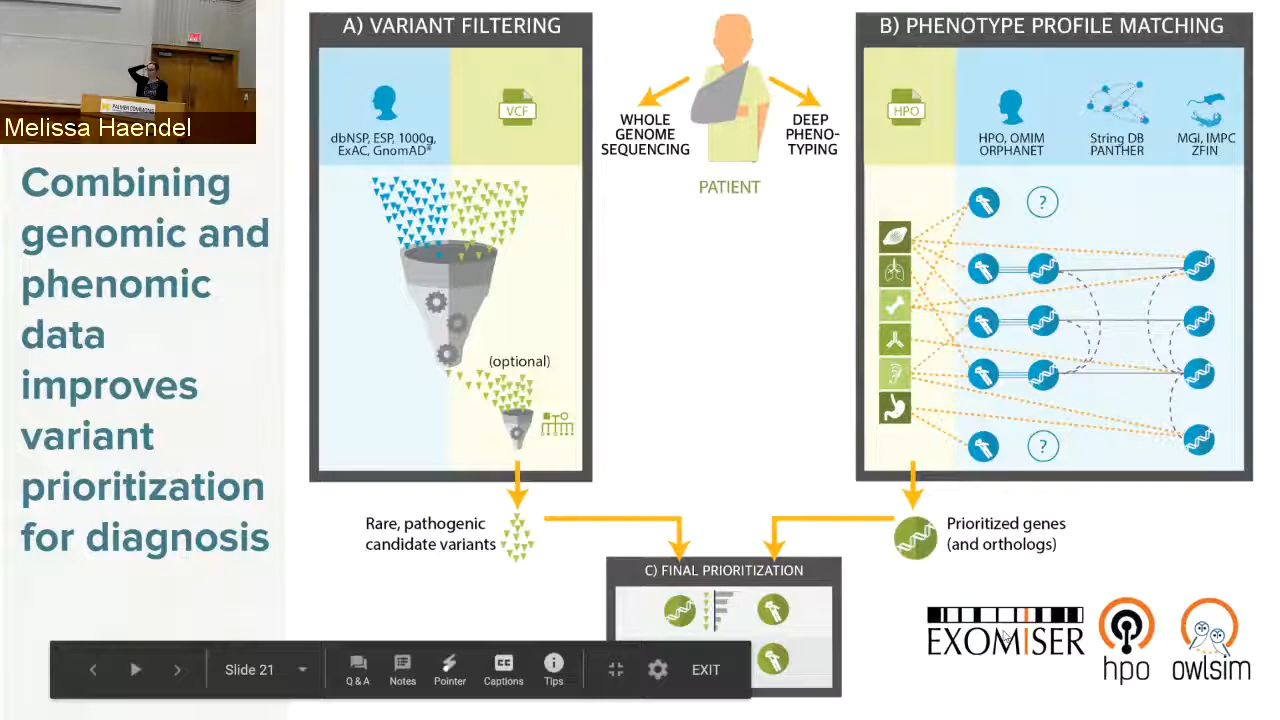 PALMER COMMONS
Melissa Haendel
Combining
genomic and
phenomic
data
improves
variant
prioritization
for diagnosis
A) VARIANT FILTERING
VCF
dbNSP, ESP, 1000g,
ExAC, GnomAD®
(optional)
Rare, pathogenic
candidate variants
WHOLE
GENOME
SEQUENCING
DEEP
PHENO-
TYPING
PATIENT
B) PHENOTYPE PROFILE MATCHING
HPO
HPO, OMIM
ORPHANET
String DB
PANTHER
MGI, IMPC
ZFIN
?
?
Prioritized genes
(and orthologs)
C) FINAL PRIORITIZATION
EXOMISER
hpo
owlsim
Slide 21
Q & A
Notes
Pointer
CC
Captions
Tips
EXIT